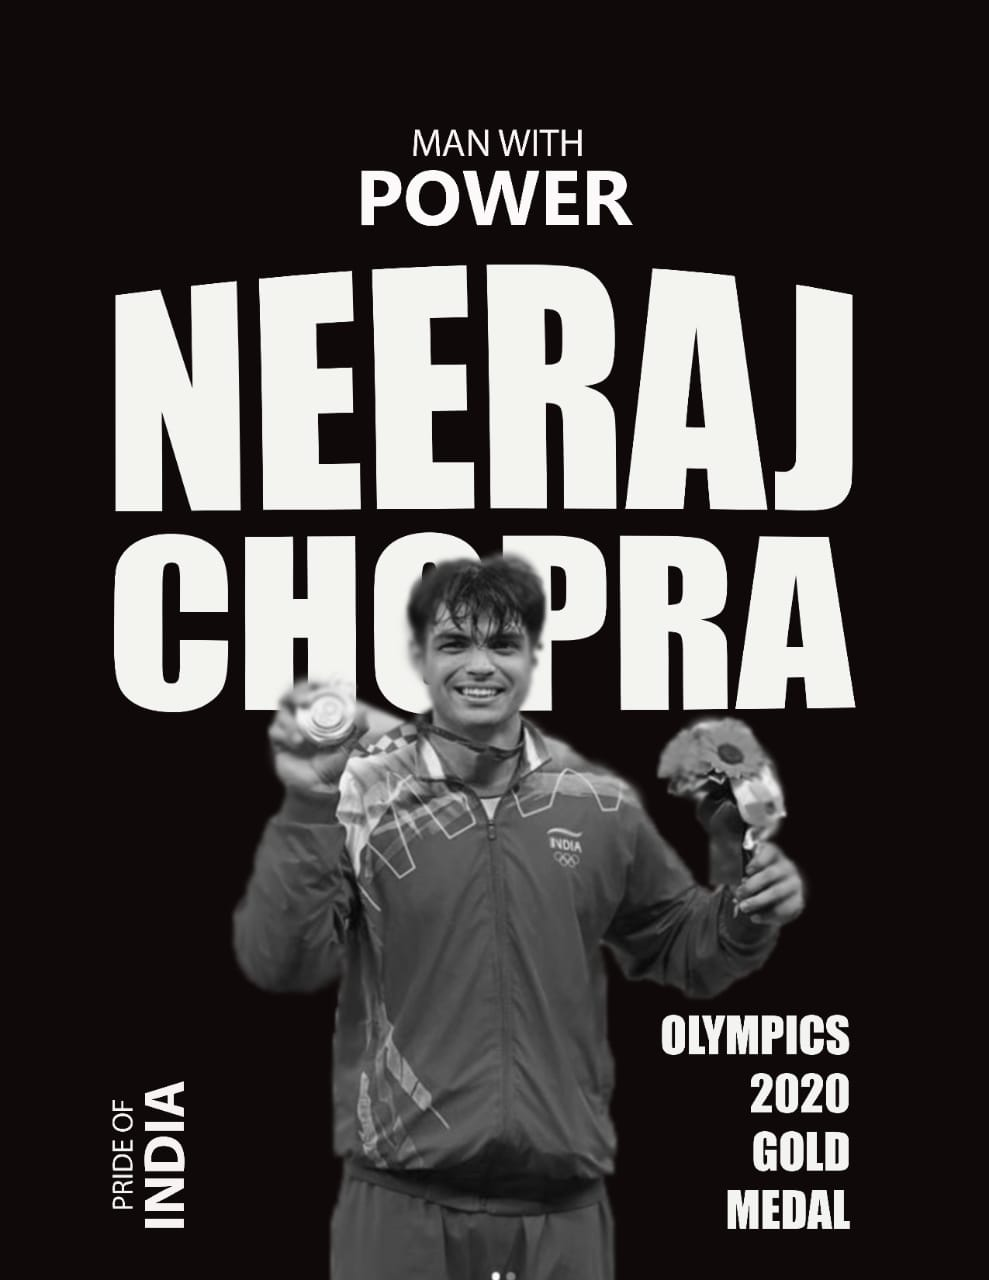 MAN WITH
POWER
NEERAJ
CHOPRA
INDIA
PRIDE OF
INDIA
OLYMPICS
2020
GOLD
MEDAL